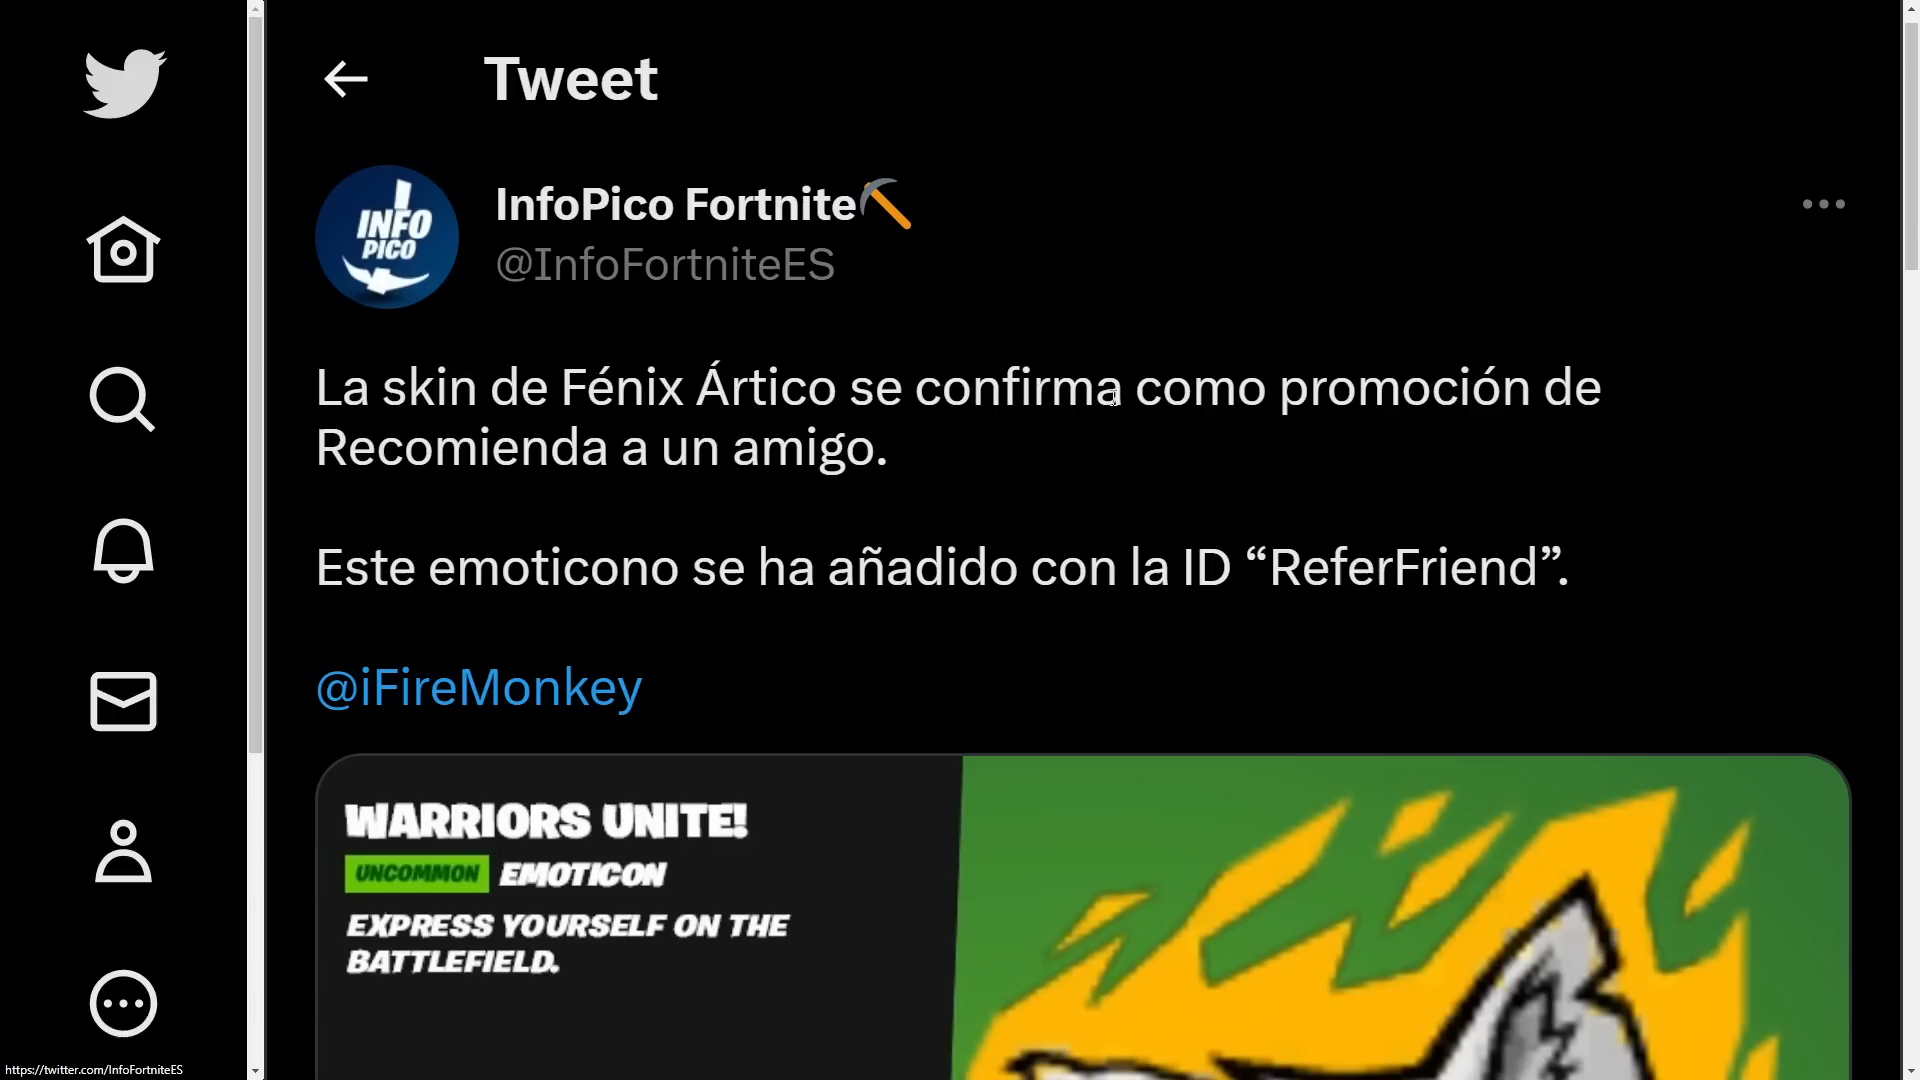 Tweet
INFO
PICO
InfoPico Fortnite
@InfoFortniteES
La skin de Fénix Ártico se confirma como promoción de
Recomienda a un amigo.
Este emoticono se ha añadido con la ID “ReferFriend”.
@iFireMonkey
WARRIORS UNITE!
UNCOMMON EMOTICON
EXPRESS YOURSELF ON THE
BATTLEFIELD.
https://twitter.com/InfoFortniteES